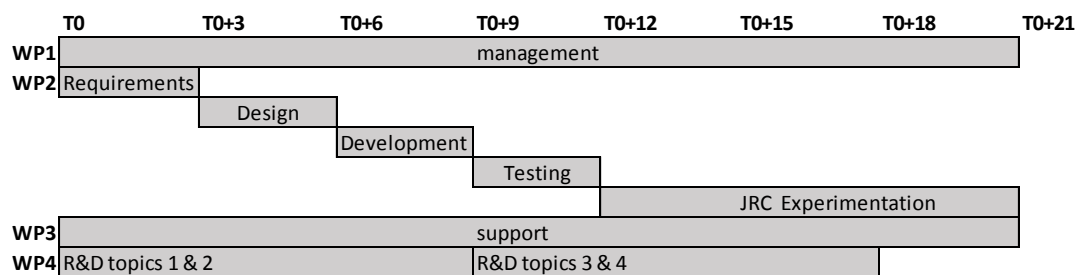 T0 T0+3 T0+6 T0+9 T0+12 T0+15 T0+18 T0+21
WP1 management
WP2 Requirements
Design
Development
Testing
JRC Experimentation
WP3 support
WP4 R&D topics 1 & 2 R&D topics 3 & 4